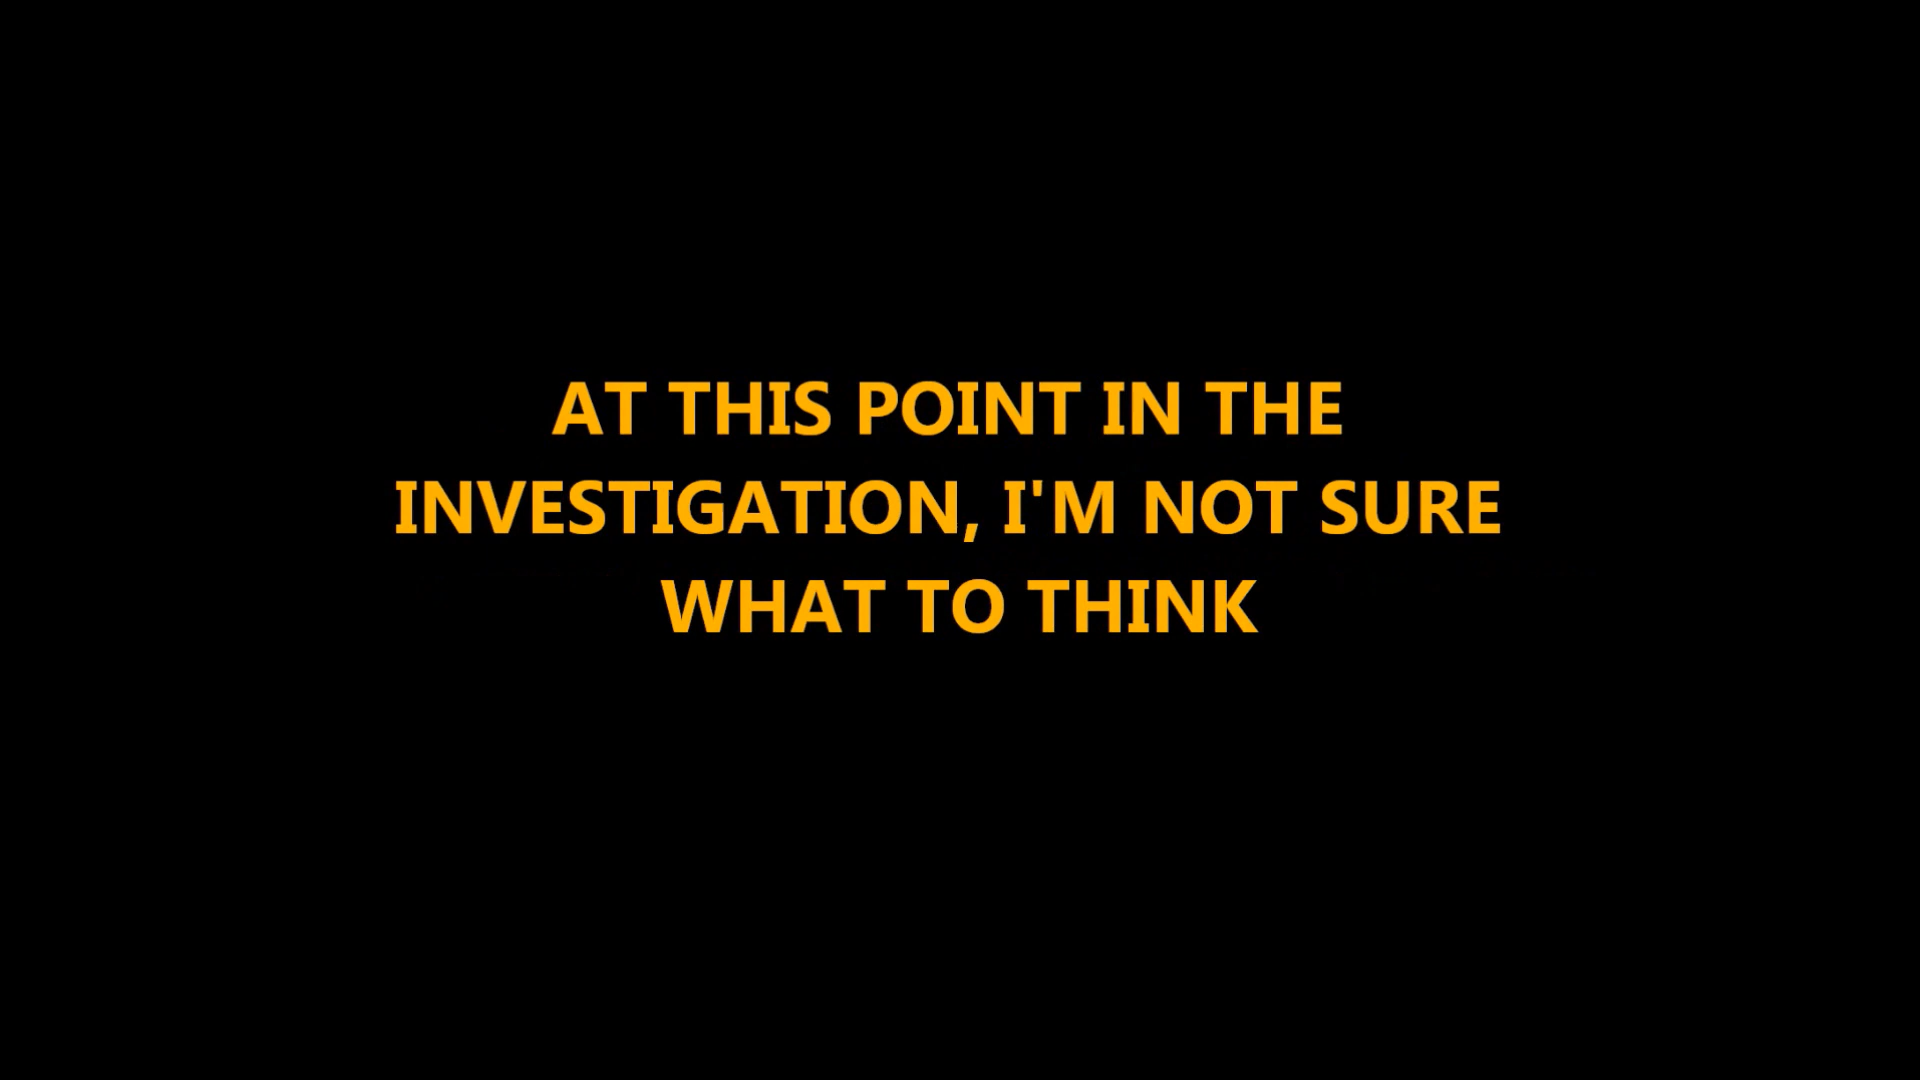 AT THIS POINT IN THE
INVESTIGATION, I'M NOT SURE
WHAT TO THINK